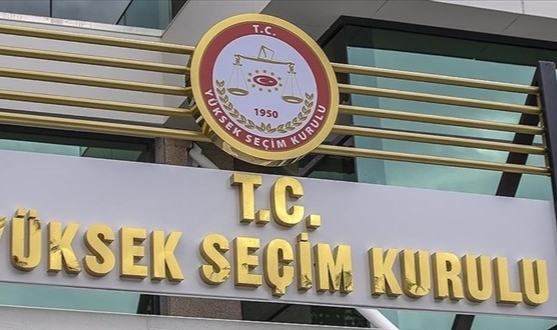 T.C.
1950
YÜKSEK SEÇİM KURULU
T.C.
YÜKSEK SEÇİM KURULU